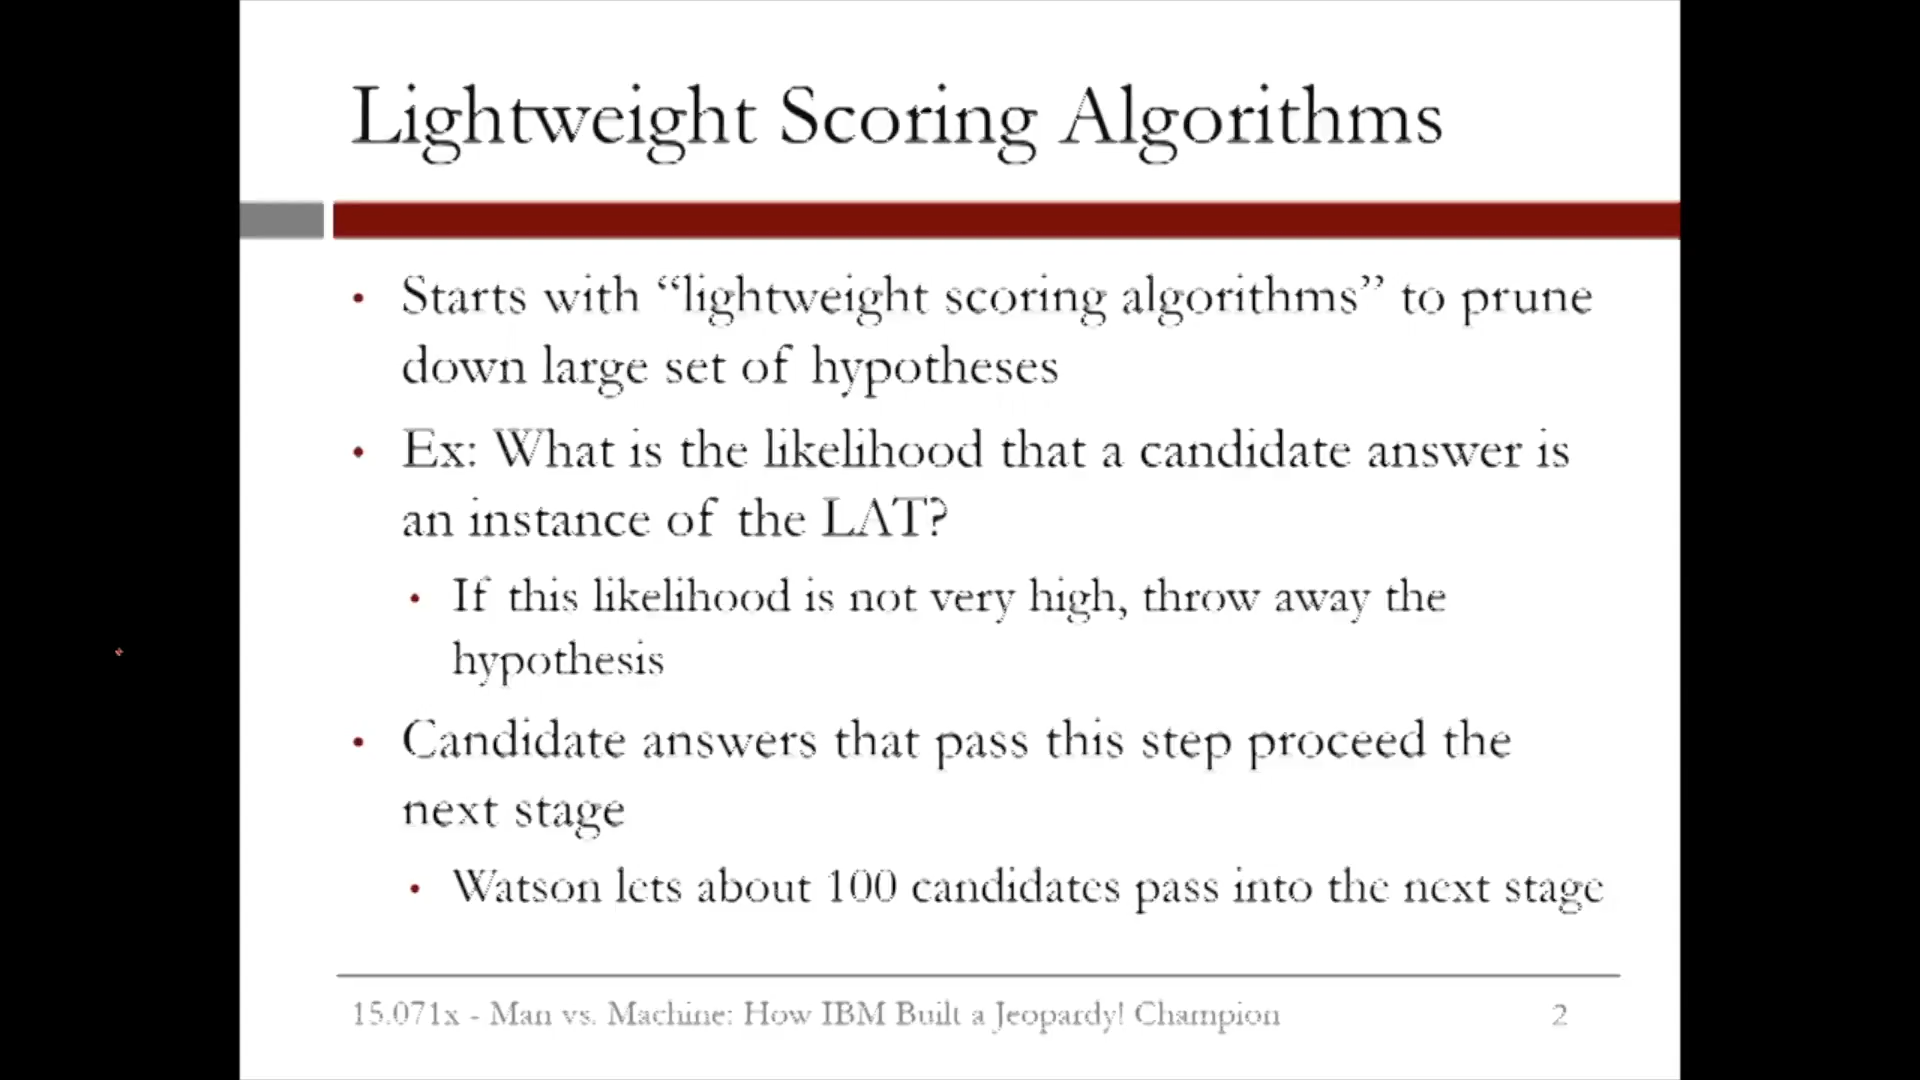 Lightweight Scoring Algorithms
• Starts with “lightweight scoring algorithms” to prune
down large set of hypotheses
• Ex: What is the likelihood that a candidate answer is
an instance of the LAT?
• If this likelihood is not very high, throw away the
hypothesis
• Candidate answers that pass this step proceed the
next stage
• Watson lets about 100 candidates pass into the next stage
15.071x - Man vs. Machine: How IBM Built a Jeopardy! Champion 2